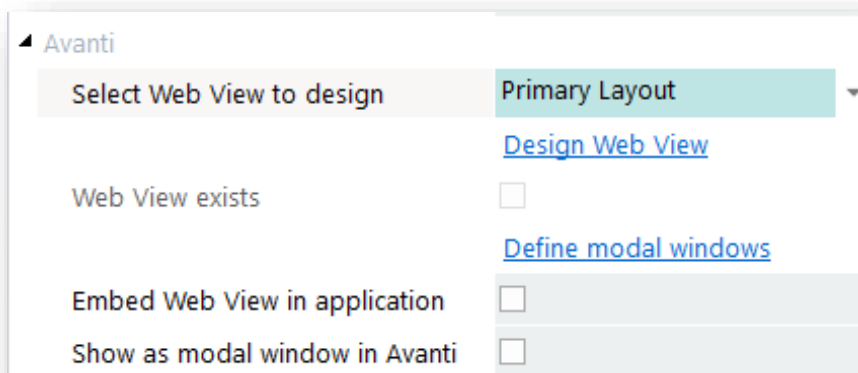 Avanti
Select Web View to design Primary Layout
Design Web View
Web View exists
Define modal windows
Embed Web View in application
Show as modal window in Avanti